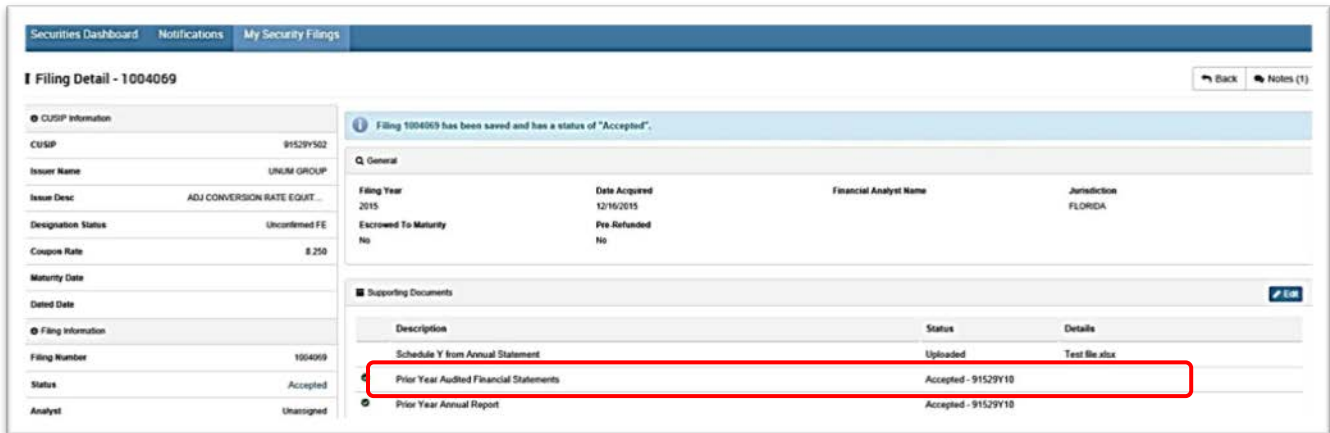 Securities Dashboard Notifications My Security Filings
Filing Detail - 1004069
Back Notes (1)
CUSIP Information
CUSIP 91529Y502
Issuer Name UNUM GROUP
Issue Desc ADJ CONVERSION RATE EQUIT...
Designation Status Unconfirmed FE
Coupon Rate 8.250
Maturity Date
Dated Date
Filing Information
Filing Number 1004069
Status Accepted
Analyst Unassigned
Filing 1004069 has been saved and has a status of "Accepted".
General
Filing Year Date Acquired Financial Analyst Name Jurisdiction
2015 12/16/2015 FLORIDA
Escrowed To Maturity Pre-Refunded
No No
Supporting Documents
Edit
Description Status Details
Schedule Y from Annual Statement Uploaded Test file.xlsx
Prior Year Audited Financial Statements Accepted - 91529Y10
Prior Year Annual Report Accepted - 91529Y10